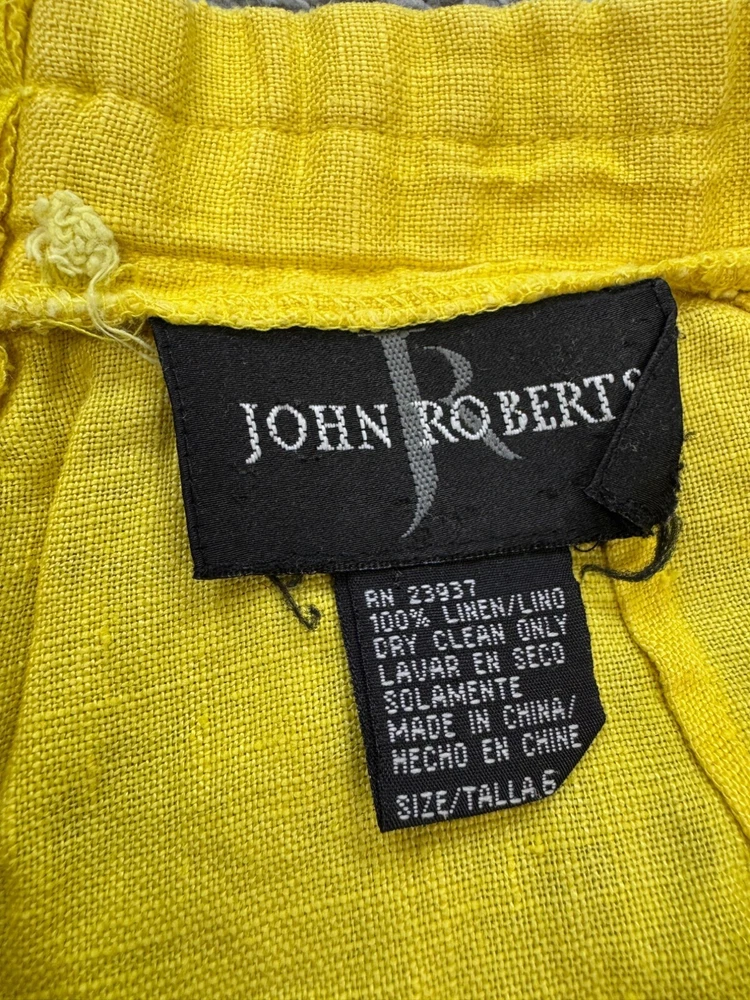 JR
JOHN ROBERTS
RN 23937
100% LINEN/LINO
DRY CLEAN ONLY
LAVAR EN SECO
SOLAMENTE
MADE IN CHINA/
HECHO EN CHINE
SIZE/TALLA 6